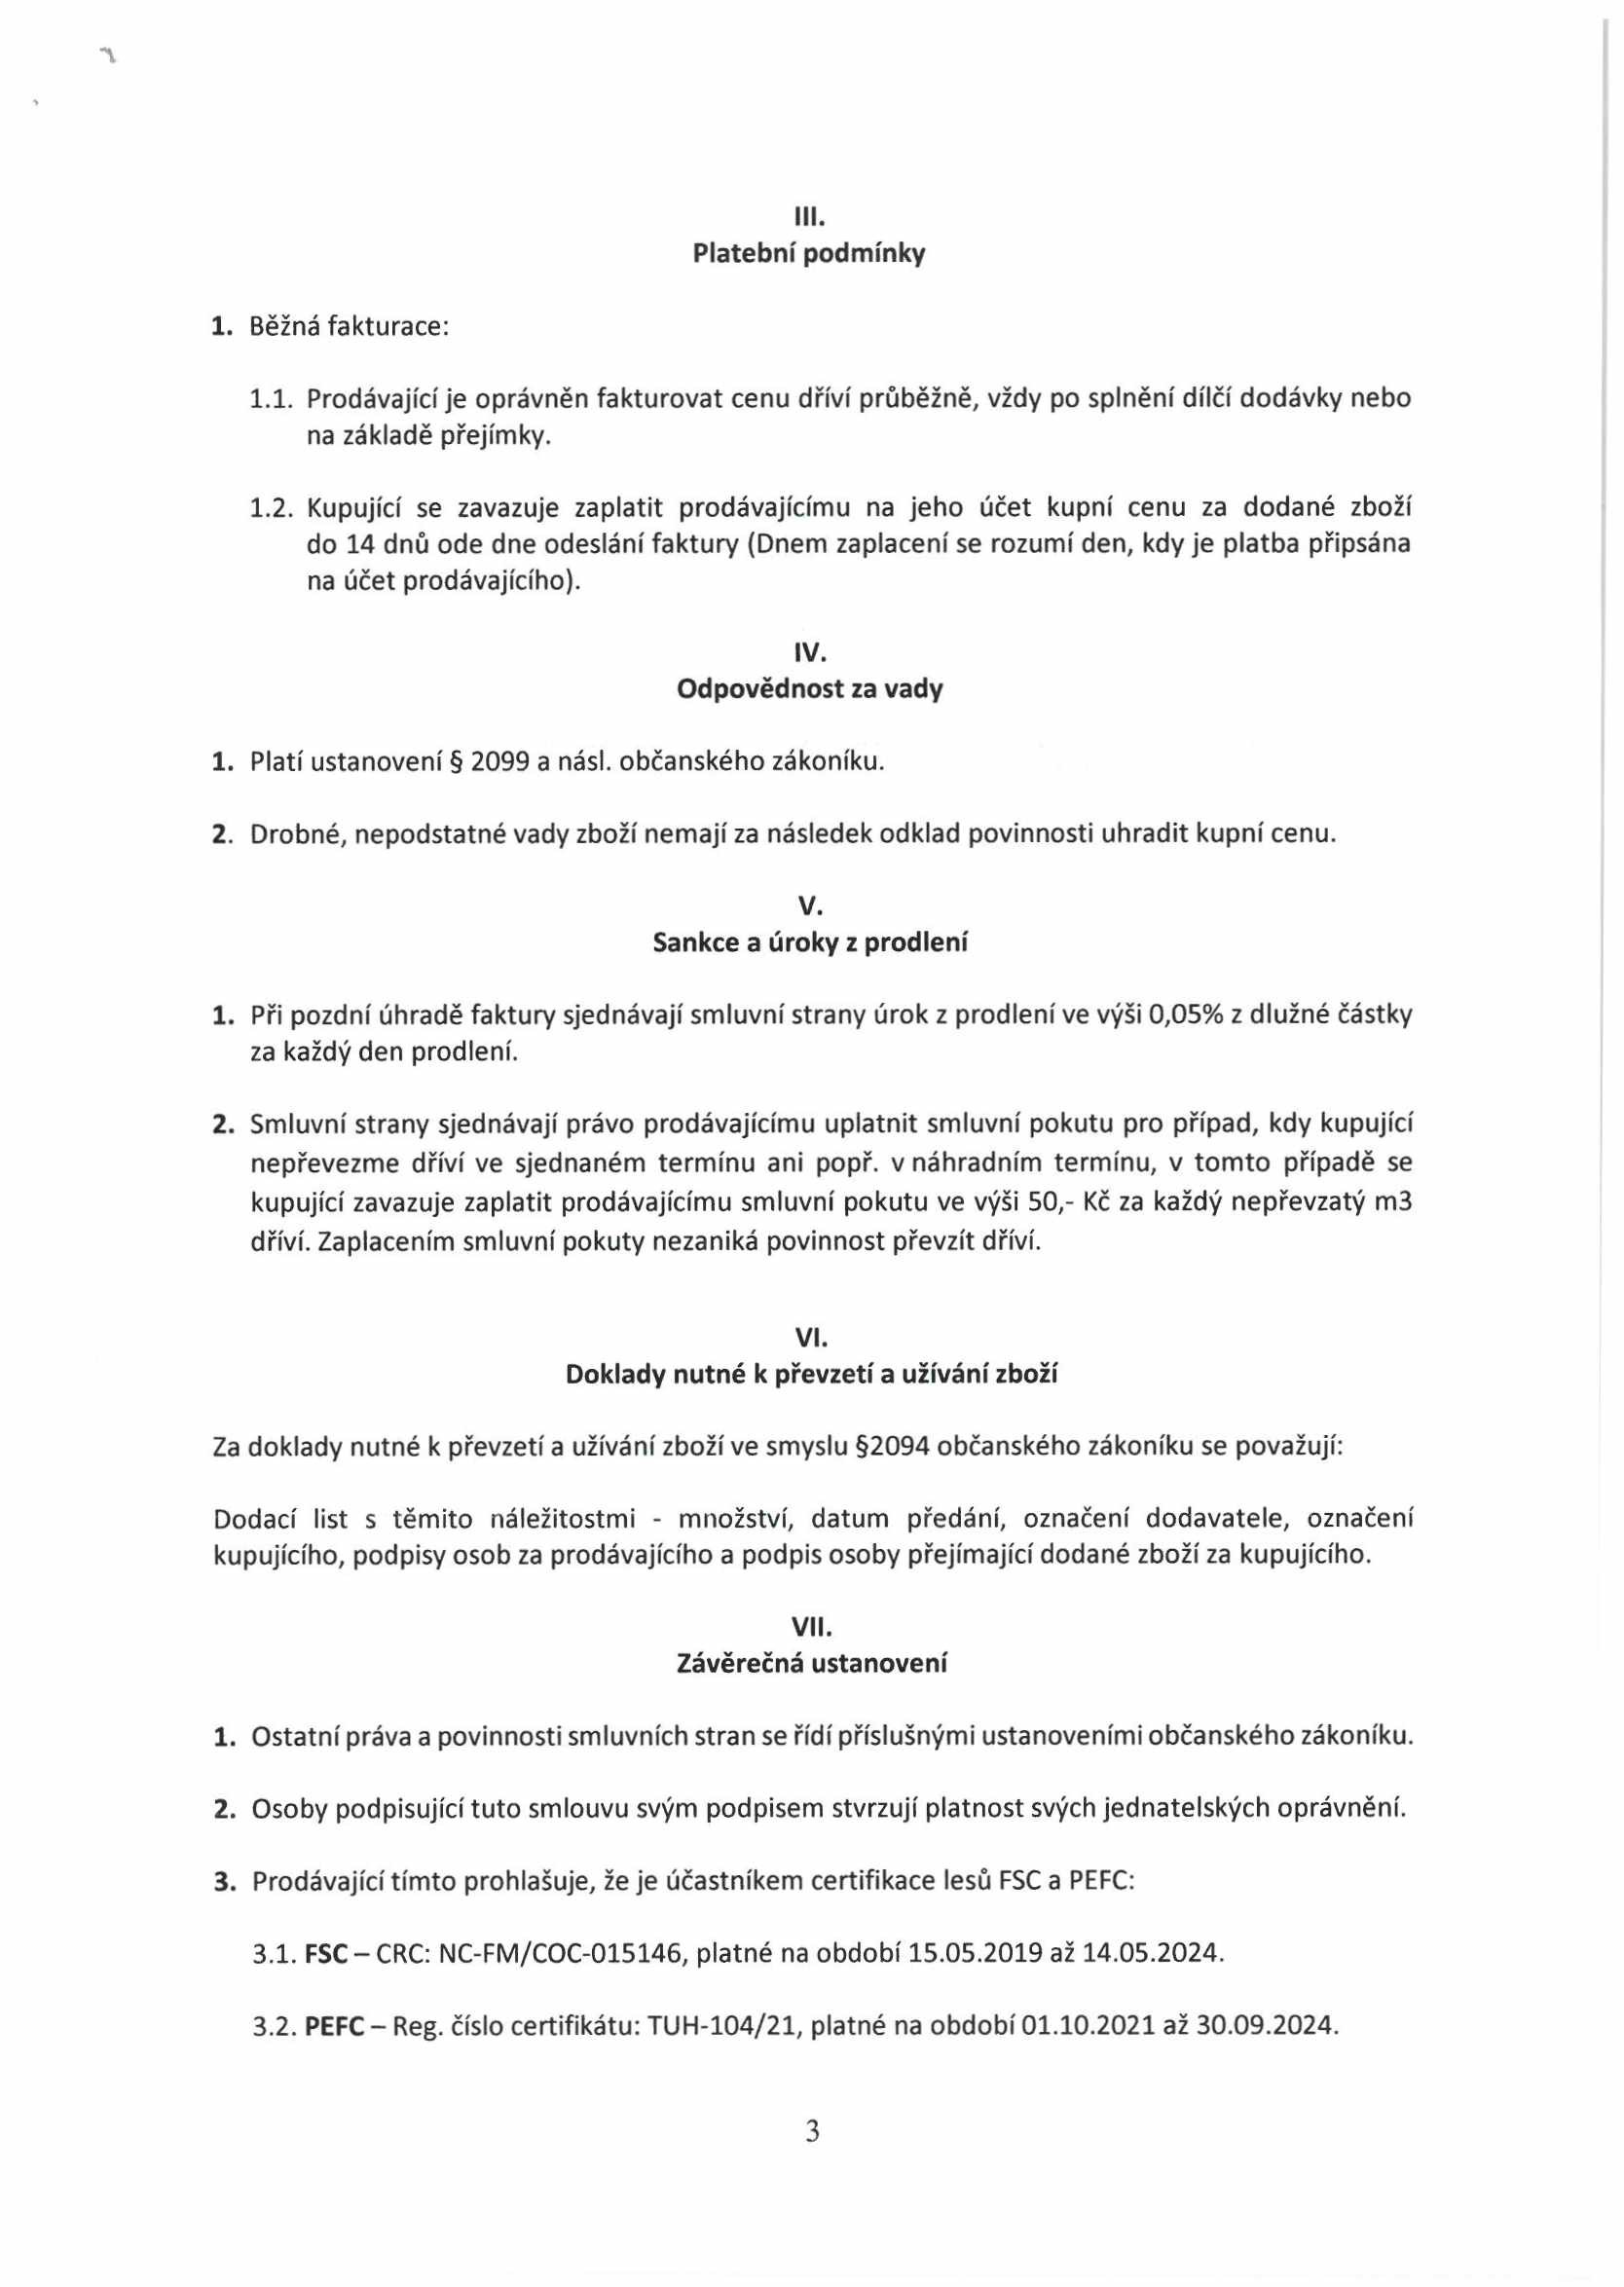 III.
Platební podmínky
1. Běžná fakturace:
1.1. Prodávající je oprávněn fakturovat cenu dříví průběžně, vždy po splnění dílčí dodávky nebo
na základě přejímky.
1.2. Kupující se zavazuje zaplatit prodávajícímu na jeho účet kupní cenu za dodané zboží
do 14 dnů ode dne odeslání faktury (Dnem zaplacení se rozumí den, kdy je platba připsána
na účet prodávajícího).
IV.
Odpovědnost za vady
1. Platí ustanovení § 2099 a násl. občanského zákoníku.
2. Drobné, nepodstatné vady zboží nemají za následek odklad povinnosti uhradit kupní cenu.
V.
Sankce a úroky z prodlení
1. Při pozdní úhradě faktury sjednávají smluvní strany úrok z prodlení ve výši 0,05% z dlužné částky
za každý den prodlení.
2. Smluvní strany sjednávají právo prodávajícímu uplatnit smluvní pokutu pro případ, kdy kupující
nepřevezme dříví ve sjednaném termínu ani popř. v náhradním termínu, v tomto případě se
kupující zavazuje zaplatit prodávajícímu smluvní pokutu ve výši 50,- Kč za každý nepřevzatý m3
dříví. Zaplacením smluvní pokuty nezaniká povinnost převzít dříví.
VI.
Doklady nutné k převzetí a užívání zboží
Za doklady nutné k převzetí a užívání zboží ve smyslu §2094 občanského zákoníku se považují:
Dodací list s těmito náležitostmi - množství, datum předání, označení dodavatele, označení
kupujícího, podpisy osob za prodávajícího a podpis osoby přejímající dodané zboží za kupujícího.
VII.
Závěrečná ustanovení
1. Ostatní práva a povinnosti smluvních stran se řídí příslušnými ustanoveními občanského zákoníku.
2. Osoby podpisující tuto smlouvu svým podpisem stvrzují platnost svých jednatelských oprávnění.
3. Prodávající tímto prohlašuje, že je účastníkem certifikace lesů FSC a PEFC:
3.1. FSC – CRC: NC-FM/COC-015146, platné na období 15.05.2019 až 14.05.2024.
3.2. PEFC – Reg. číslo certifikátu: TUH-104/21, platné na období 01.10.2021 až 30.09.2024.
3